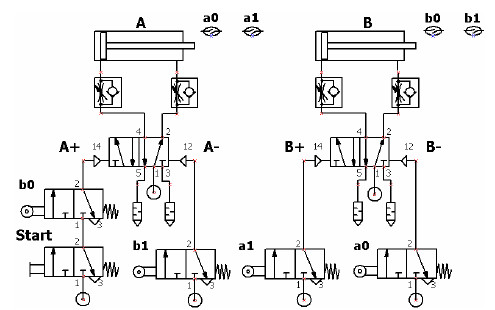 A a0 a1 B b0 b1
4 2 4 2
A+ 14 12 A- B+ 14 12 B-
5 1 3 5 1 3
b0 2
1 3
Start 2 b1 2 a1 2 a0 2
1 3 1 3 1 3 1 3